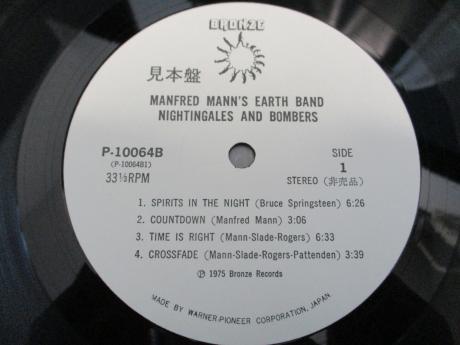 BRONZE
見本盤
MANFRED MANN'S EARTH BAND
NIGHTINGALES AND BOMBERS
P-10064B
(P-10064B1)
33⅓RPM
SIDE
1
STEREO (非売品)
1. SPIRITS IN THE NIGHT (Bruce Springsteen) 6:26
2. COUNTDOWN (Manfred Mann) 3:06
3. TIME IS RIGHT (Mann-Slade-Rogers) 6:33
4. CROSSFADE (Mann-Slade-Rogers-Pattenden) 3:39
℗ 1975 Bronze Records
MADE BY WARNER-PIONEER CORPORATION, JAPAN